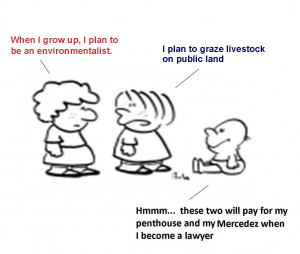 When I grow up, I plan to
be an environmentalist.
I plan to graze livestock
on public land
Hmmm... these two will pay for my
penthouse and my Mercedez when
I become a lawyer